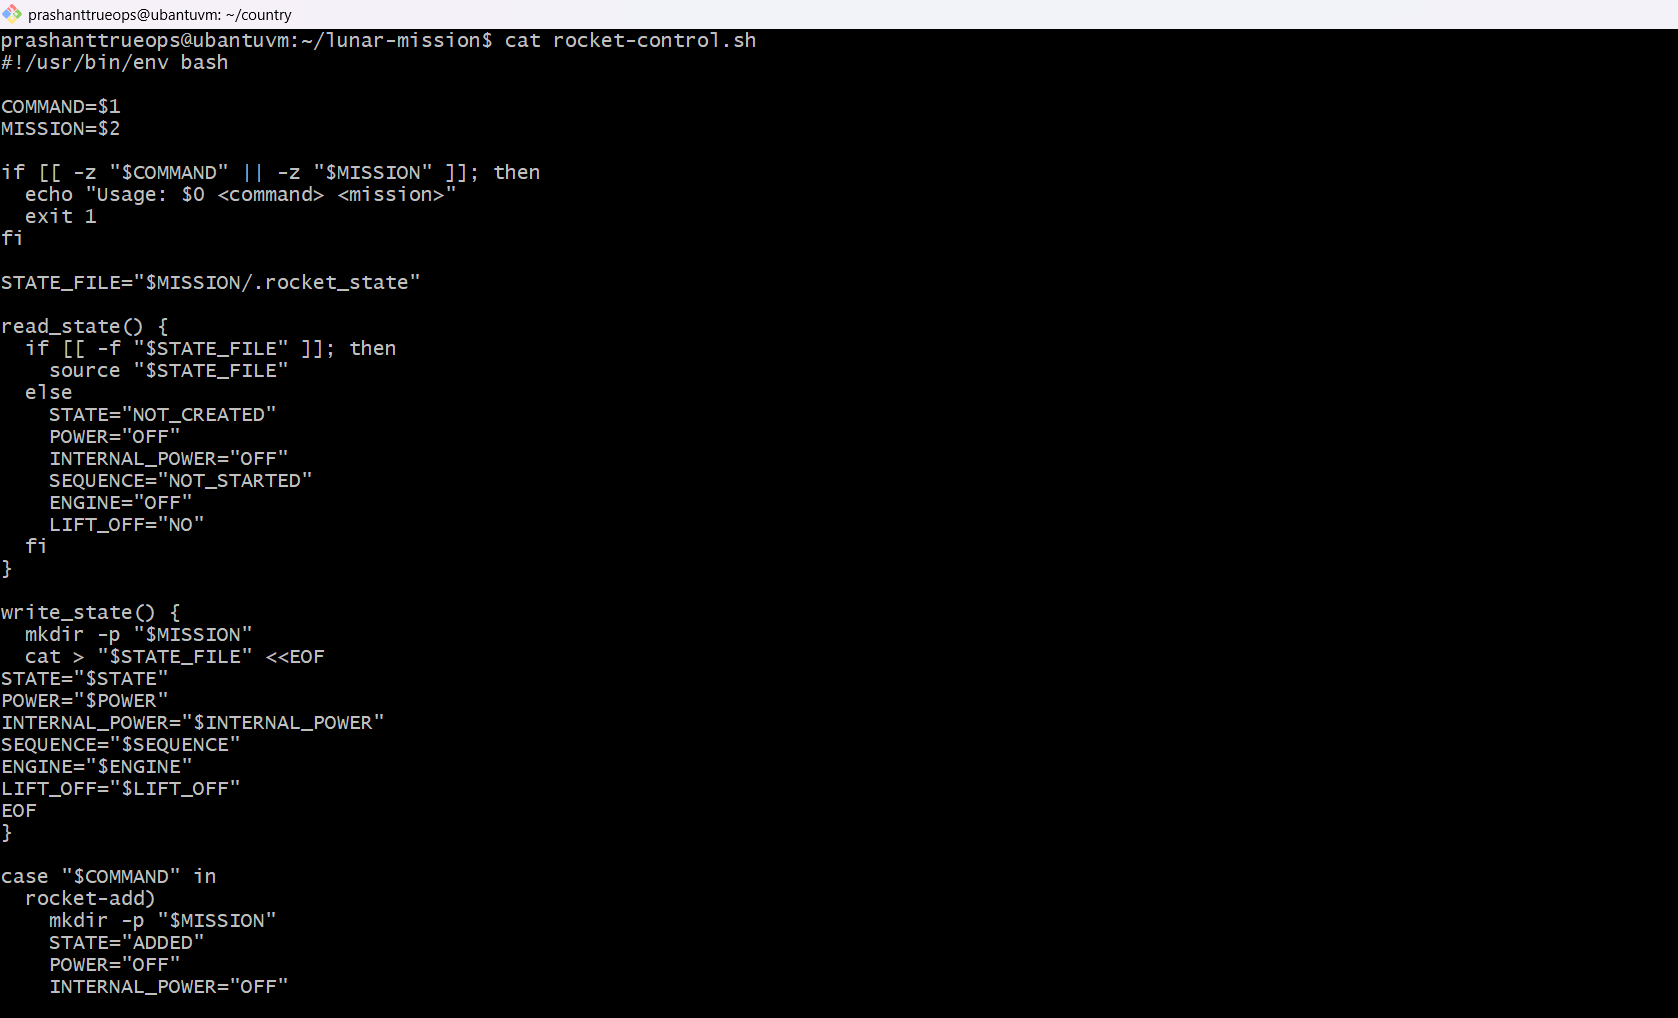 prashanttrueops@ubantuvm: ~/country
prashanttrueops@ubantuvm:~/lunar-mission$ cat rocket-control.sh
#!/usr/bin/env bash

COMMAND=$1
MISSION=$2

if [[ -z "$COMMAND" || -z "$MISSION" ]]; then
  echo "Usage: $0 <command> <mission>"
  exit 1
fi

STATE_FILE="$MISSION/.rocket_state"

read_state() {
  if [[ -f "$STATE_FILE" ]]; then
    source "$STATE_FILE"
  else
    STATE="NOT_CREATED"
    POWER="OFF"
    INTERNAL_POWER="OFF"
    SEQUENCE="NOT_STARTED"
    ENGINE="OFF"
    LIFT_OFF="NO"
  fi
}

write_state() {
  mkdir -p "$MISSION"
  cat > "$STATE_FILE" <<EOF
STATE="$STATE"
POWER="$POWER"
INTERNAL_POWER="$INTERNAL_POWER"
SEQUENCE="$SEQUENCE"
ENGINE="$ENGINE"
LIFT_OFF="$LIFT_OFF"
EOF
}

case "$COMMAND" in
  rocket-add)
    mkdir -p "$MISSION"
    STATE="ADDED"
    POWER="OFF"
    INTERNAL_POWER="OFF"